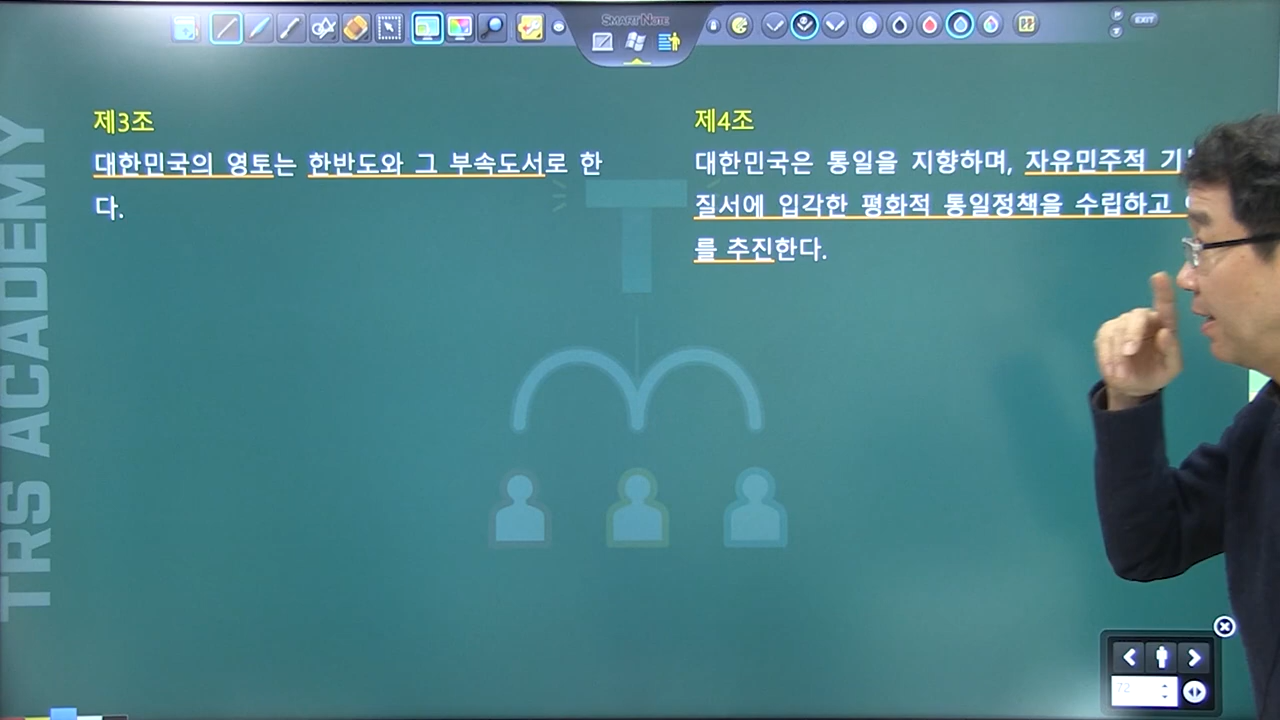 SMART NOTE
EXIT
제3조
대한민국의 영토는 한반도와 그 부속도서로 한
다.
제4조
대한민국은 통일을 지향하며, 자유민주적
질서에 입각한 평화적 통일정책을 수립하고
를 추진한다.
TRS ACADEMY
72